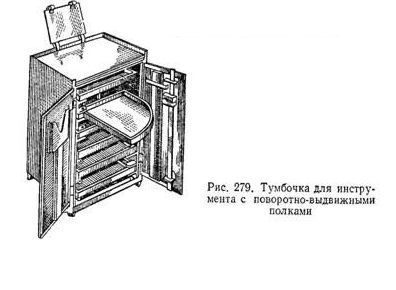 Рис. 279. Тумбочка для инстру-
мента с поворотно-выдвижными
полками